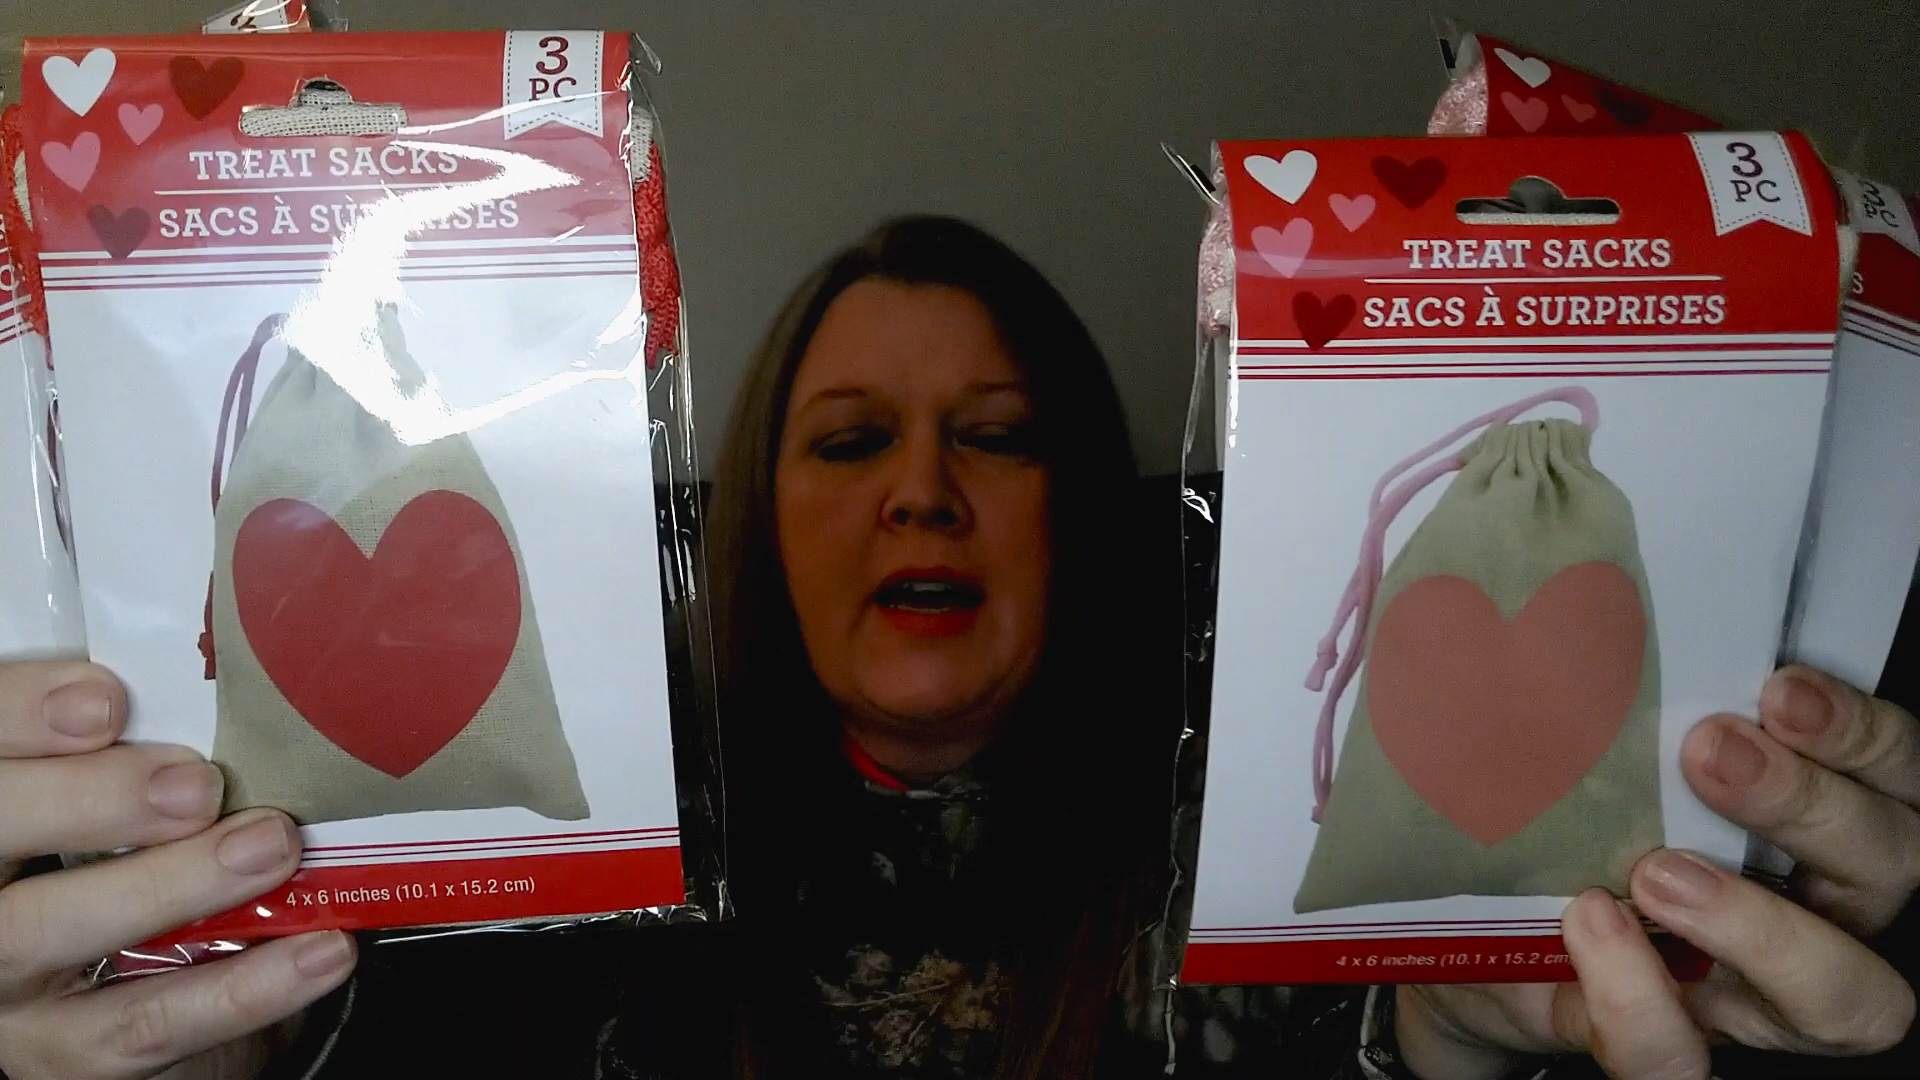 3
PC
TREAT SACKS
SACS À SURPRISES
4 x 6 inches (10.1 x 15.2 cm)
3
PC
TREAT SACKS
SACS À SURPRISES
4 x 6 inches (10.1 x 15.2 cm